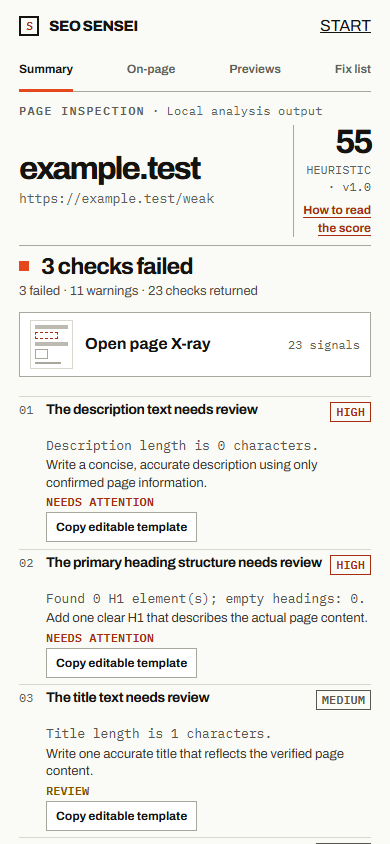 S SEO SENSEI START
Summary On-page Previews Fix list
PAGE INSPECTION · Local analysis output
example.test
https://example.test/weak
55
HEURISTIC
· v1.0
How to read
the score
3 checks failed
3 failed · 11 warnings · 23 checks returned
Open page X-ray 23 signals
01 The description text needs review HIGH
Description length is 0 characters.
Write a concise, accurate description using only
confirmed page information.
NEEDS ATTENTION
Copy editable template
02 The primary heading structure needs review HIGH
Found 0 H1 element(s); empty headings: 0.
Add one clear H1 that describes the actual page content.
NEEDS ATTENTION
Copy editable template
03 The title text needs review MEDIUM
Title length is 1 characters.
Write one accurate title that reflects the verified page
content.
REVIEW
Copy editable template